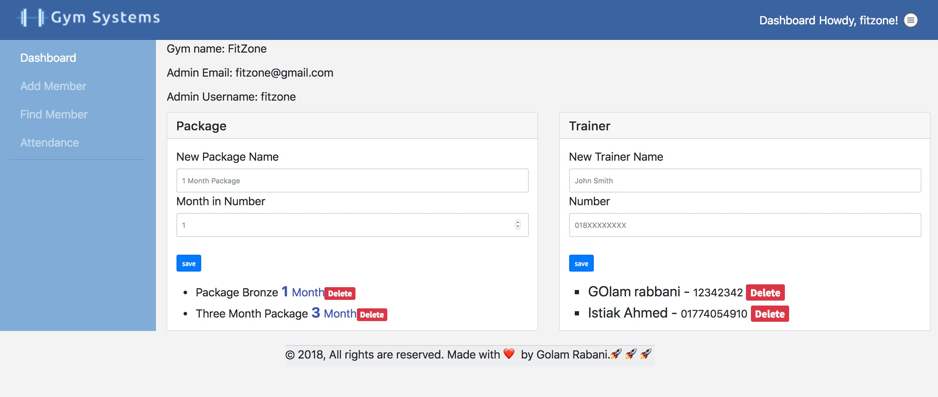 Gym Systems
Dashboard Howdy, fitzone!
Dashboard
Add Member
Find Member
Attendance
Gym name: FitZone
Admin Email: fitzone@gmail.com
Admin Username: fitzone
Package
New Package Name
1 Month Package
Month in Number
1
save
• Package Bronze 1 Month Delete
• Three Month Package 3 Month Delete
Trainer
New Trainer Name
John Smith
Number
018XXXXXXXX
save
▪ GOlam rabbani - 12342342 Delete
▪ Istiak Ahmed - 01774054910 Delete
© 2018, All rights are reserved. Made with ❤️ by Golam Rabani.🚀 🚀 🚀